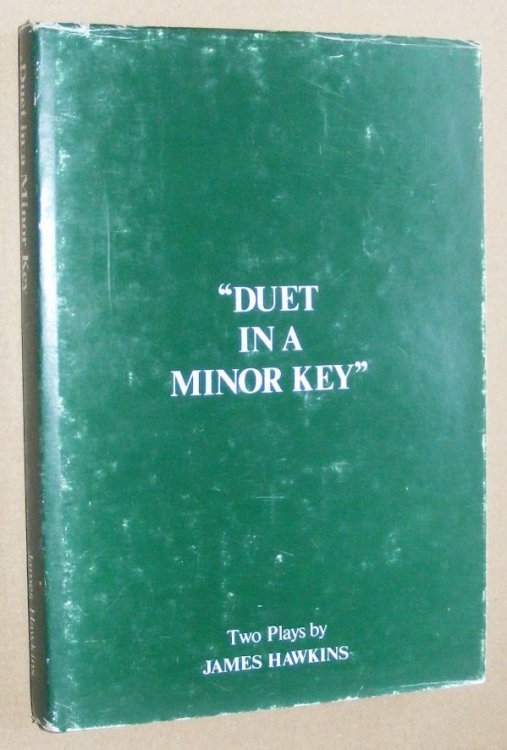 Duet in a Minor Key
James Hawkins
“DUET
IN A
MINOR KEY”
Two Plays by
JAMES HAWKINS